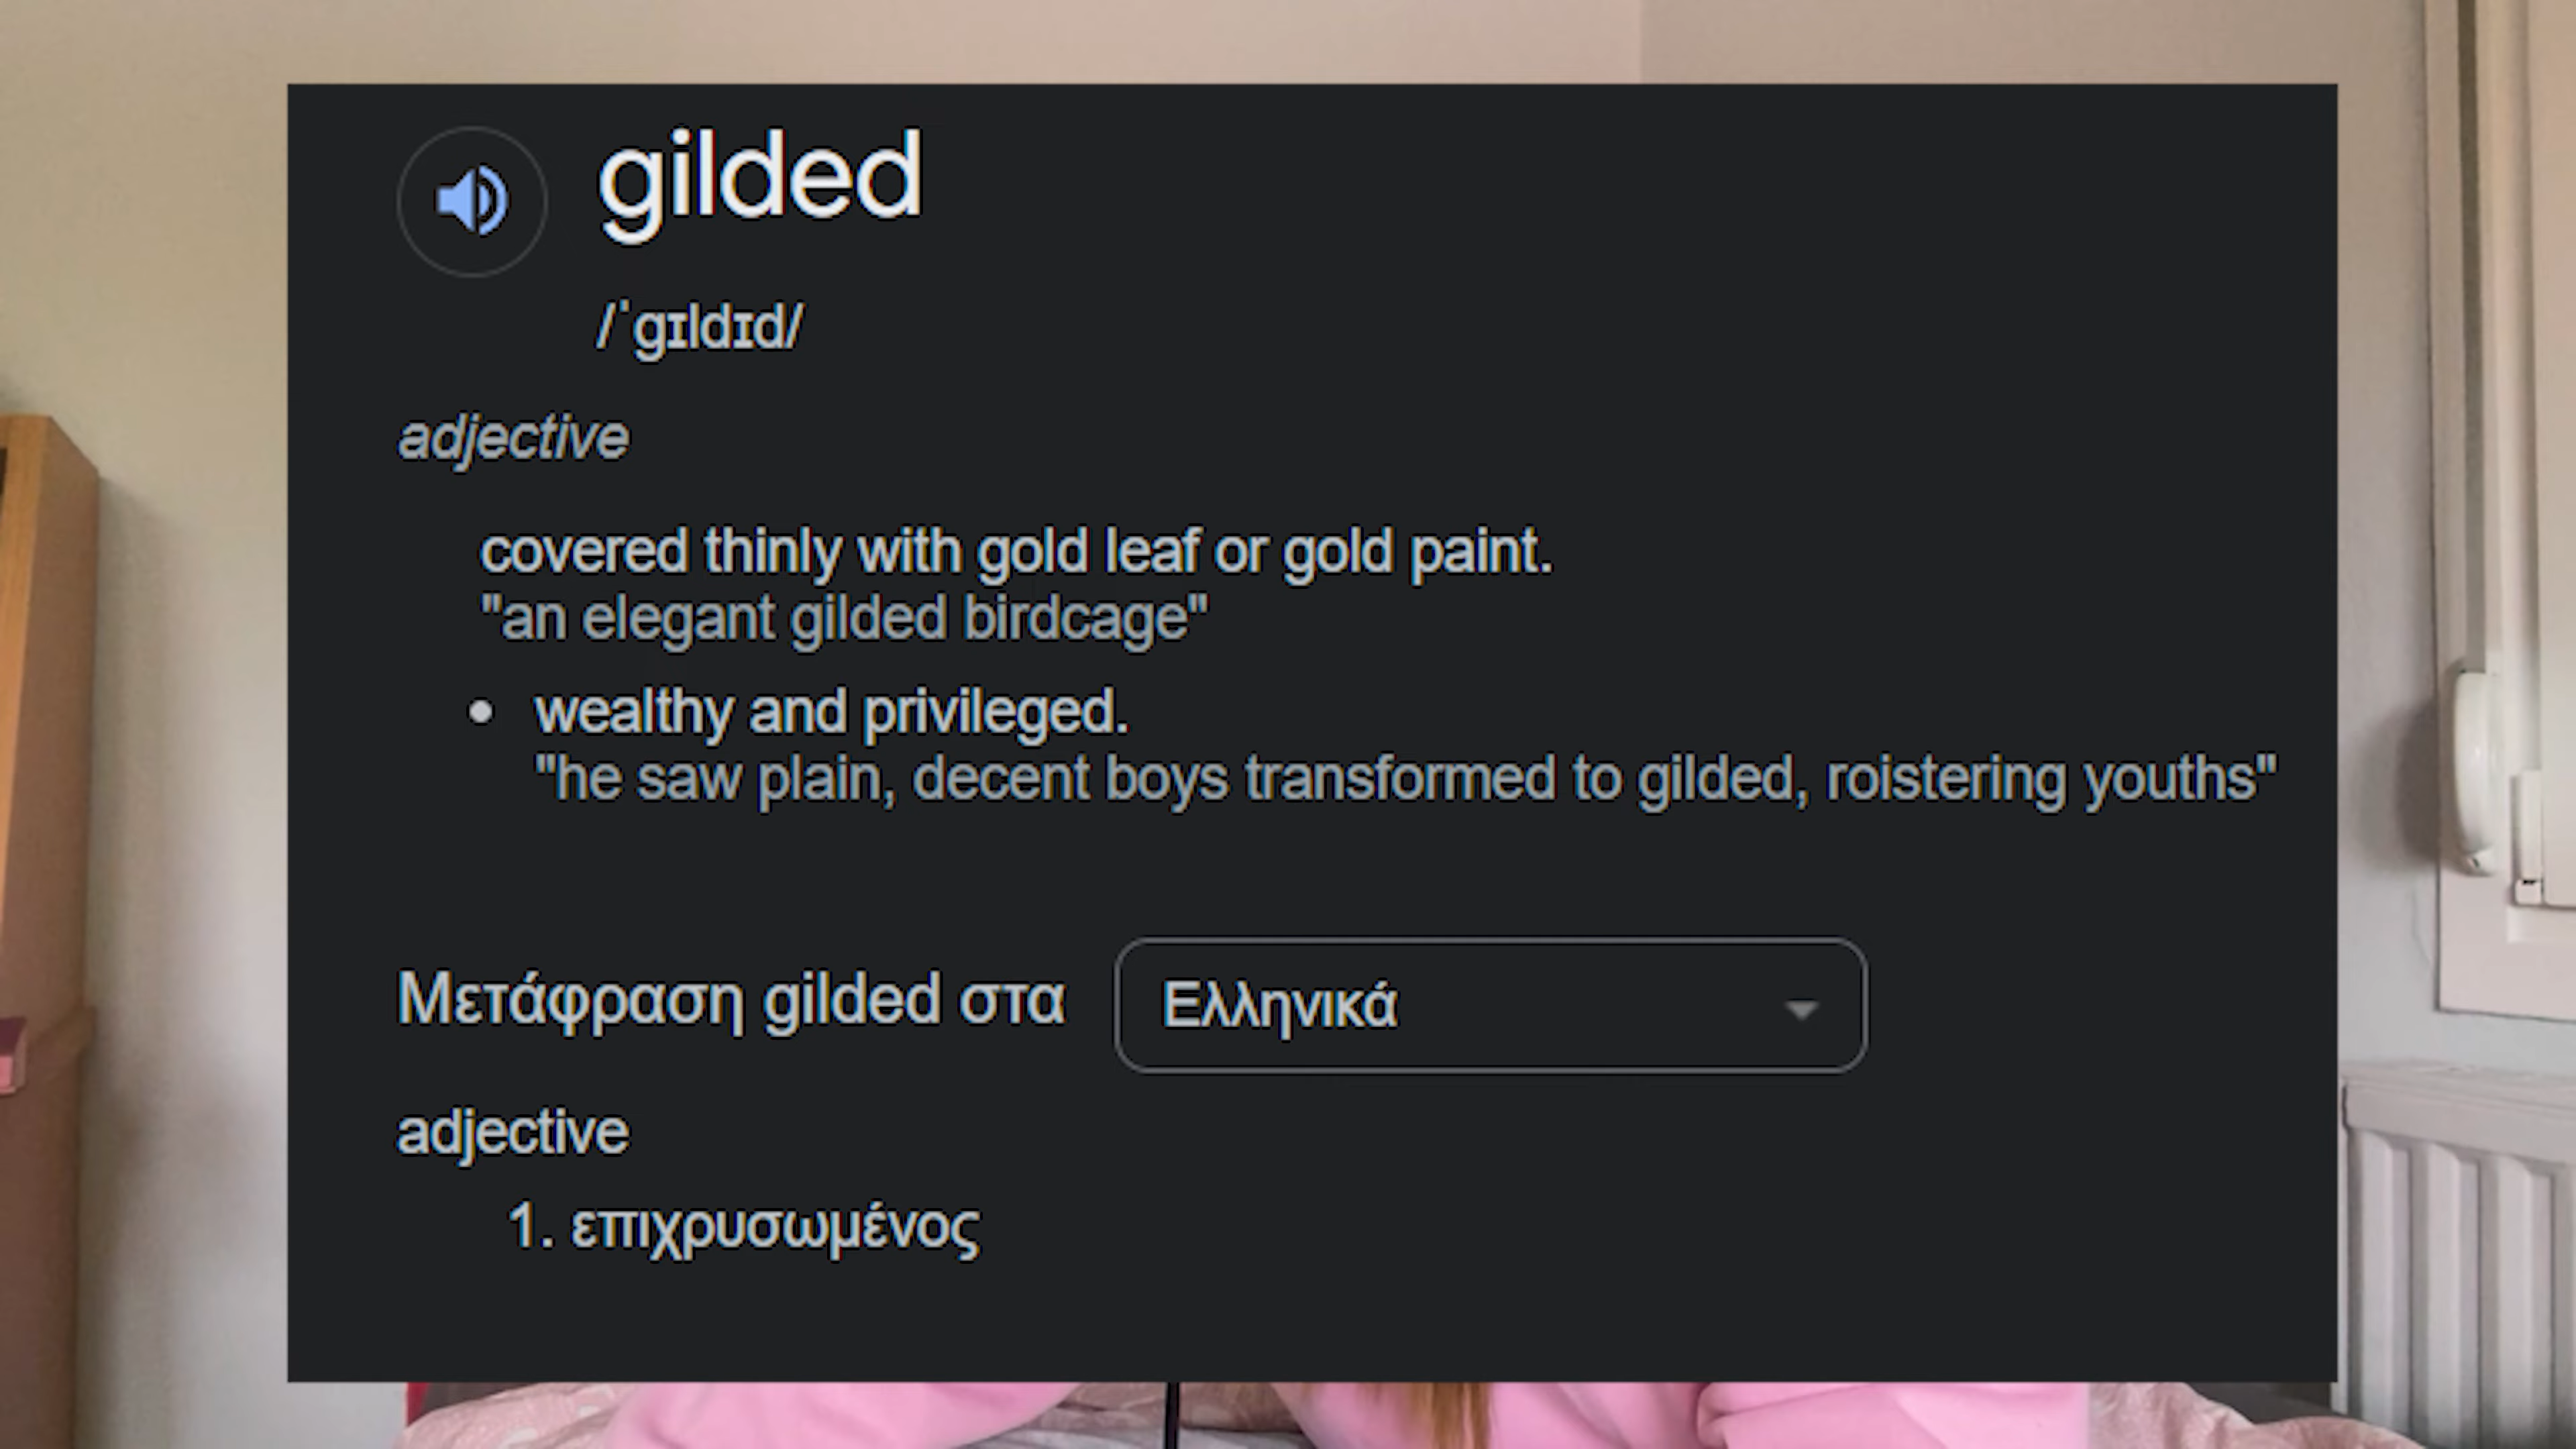 gilded
/ˈɡɪldɪd/
adjective
covered thinly with gold leaf or gold paint.
"an elegant gilded birdcage"
• wealthy and privileged.
"he saw plain, decent boys transformed to gilded, roistering youths"
Μετάφραση gilded στα Ελληνικά
adjective
1. επιχρυσωμένος